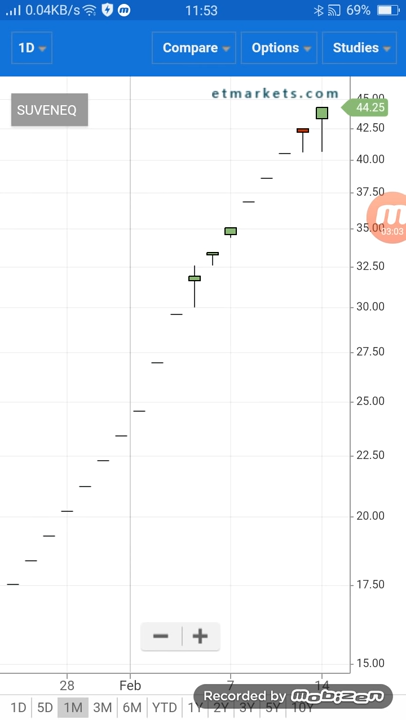 0.04KB/s 11:53 69%
1D Compare Options Studies
etmarkets.com
SUVENEQ
45.00
44.25
42.50
40.00
37.50
35.00
03:03
32.50
30.00
27.50
25.00
22.50
20.00
17.50
15.00
28 Feb 7 14
1D 5D 1M 3M 6M YTD 1Y 2Y 3Y 5Y 10Y
Recorded by Mobizen